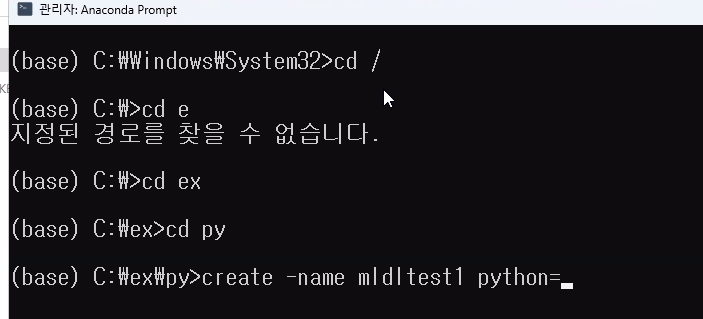 관리자: Anaconda Prompt
(base) C:₩Windows₩System32>cd /
(base) C:₩>cd e
지정된 경로를 찾을 수 없습니다.
(base) C:₩>cd ex
(base) C:₩ex>cd py
(base) C:₩ex₩py>create -name mldltest1 python=_